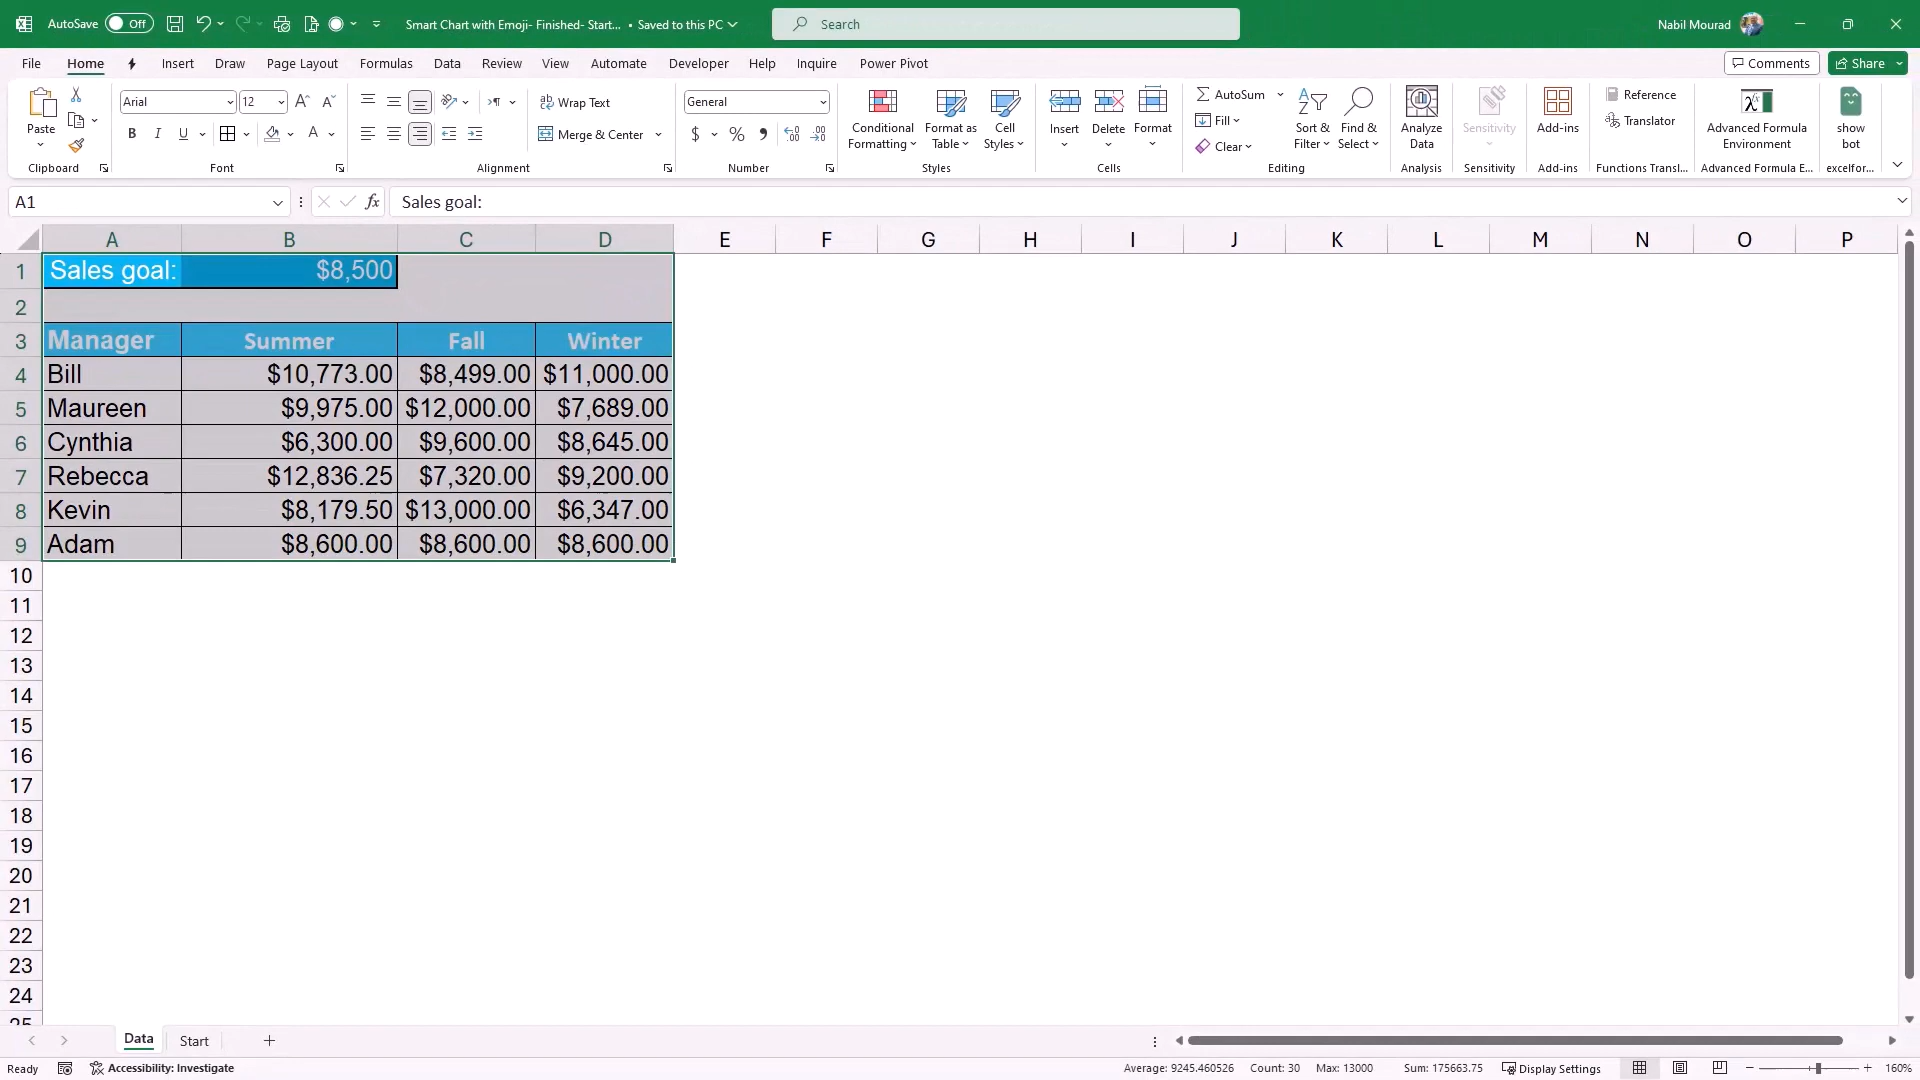 AutoSave Off Smart Chart with Emoji- Finished- Start... • Saved to this PC Search Nabil Mourad
File Home Insert Draw Page Layout Formulas Data Review View Automate Developer Help Inquire Power Pivot Comments Share
Arial 12 Wrap Text General AutoSum Reference
Fill Translator
Paste B I U A Merge & Center $ % Conditional Formatting Format as Table Cell Styles Insert Delete Format Clear Sort & Filter Find & Select Analyze Data Sensitivity Add-ins Advanced Formula Environment show bot
Clipboard Font Alignment Number Styles Cells Editing Analysis Sensitivity Add-ins Functions Transl... Advanced Formula E... excelfor...
A1 fx Sales goal:
A B C D E F G H I J K L M N O P
1 Sales goal: $8,500
2
3 Manager Summer Fall Winter
4 Bill $10,773.00 $8,499.00 $11,000.00
5 Maureen $9,975.00 $12,000.00 $7,689.00
6 Cynthia $6,300.00 $9,600.00 $8,645.00
7 Rebecca $12,836.25 $7,320.00 $9,200.00
8 Kevin $8,179.50 $13,000.00 $6,347.00
9 Adam $8,600.00 $8,600.00 $8,600.00
10
11
12
13
14
15
16
17
18
19
20
21
22
23
24
25
Data Start
Ready Accessibility: Investigate Average: 9245.460526 Count: 30 Max: 13000 Sum: 175663.75 Display Settings 160%